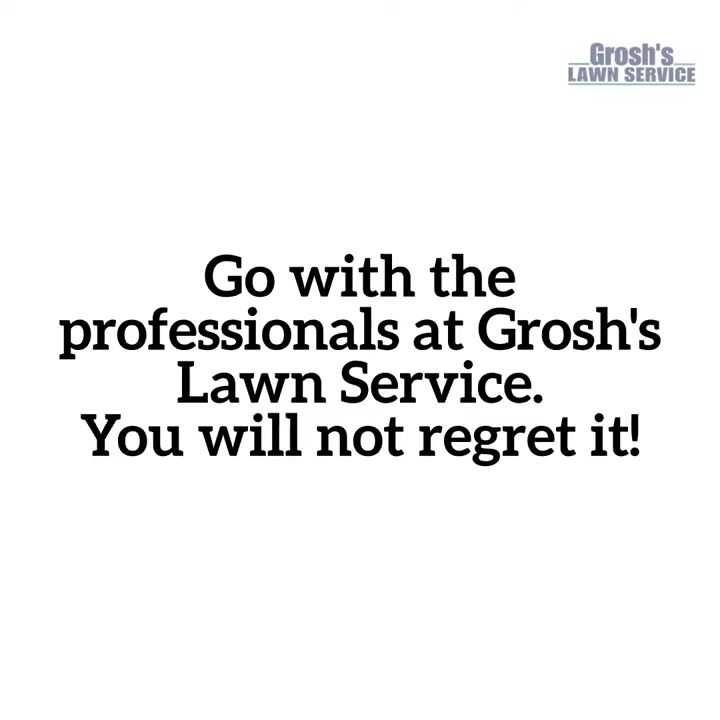 Grosh's
LAWN SERVICE
Go with the
professionals at Grosh's
Lawn Service.
You will not regret it!